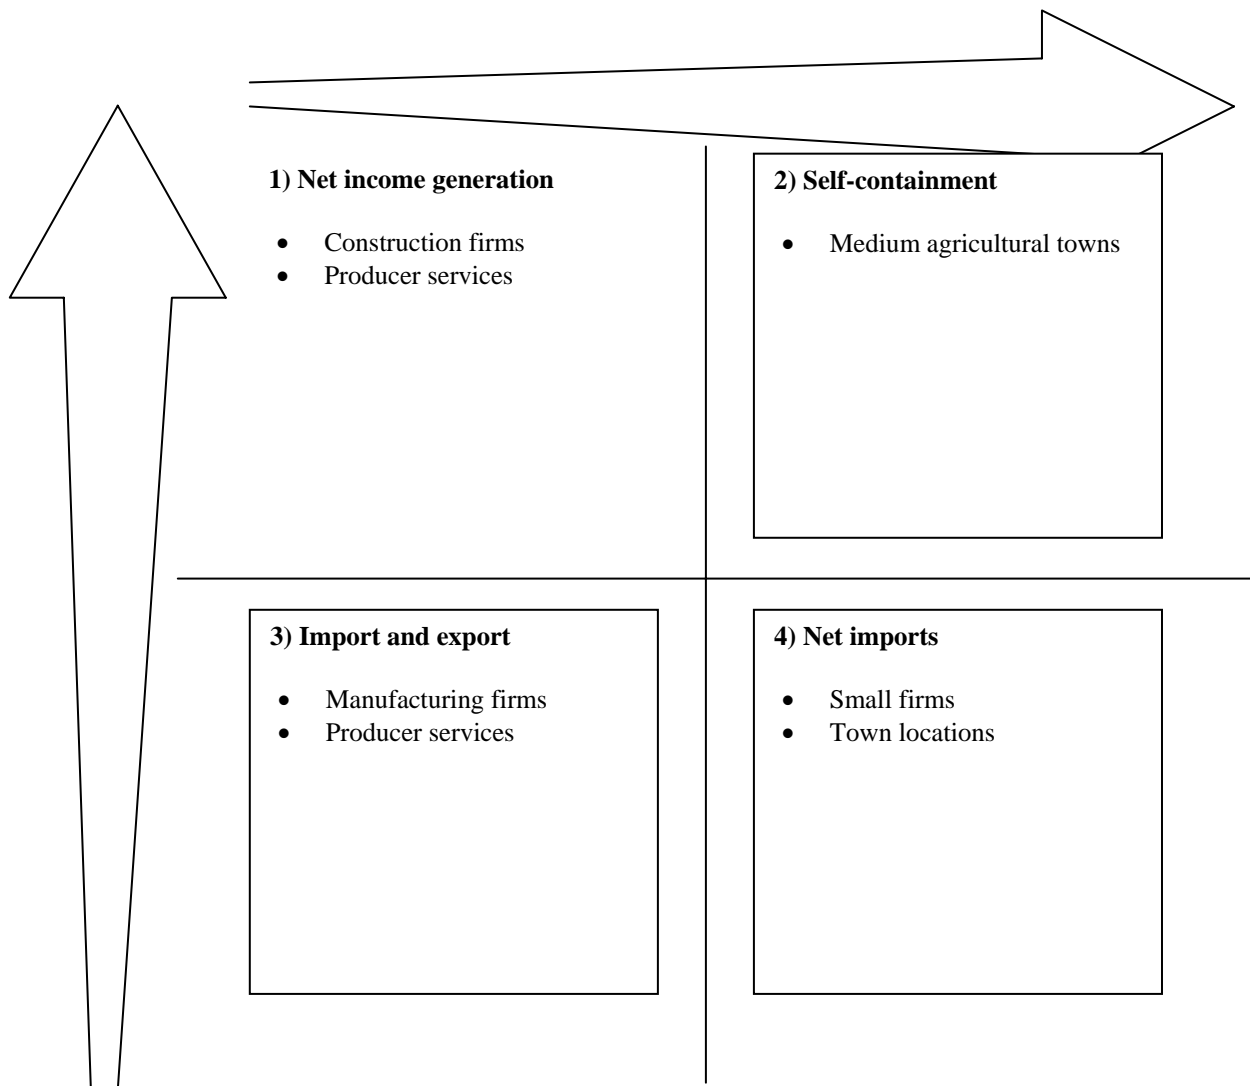 1) Net income generation
• Construction firms
• Producer services
2) Self-containment
• Medium agricultural towns
3) Import and export
• Manufacturing firms
• Producer services
4) Net imports
• Small firms
• Town locations